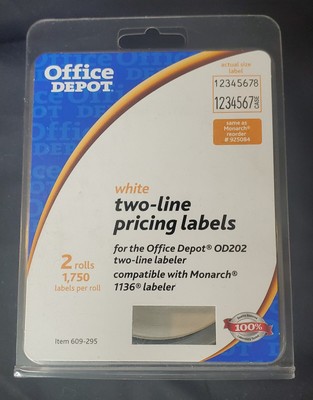 Office
DEPOT
actual size
label
12345678
1234567 98¢ CASE
same as
Monarch®
reorder
# 925084
white
two-line
pricing labels
for the Office Depot® OD202
two-line labeler
compatible with Monarch®
1136® labeler
2 rolls
1,750
labels per roll
100%
Item 609-295